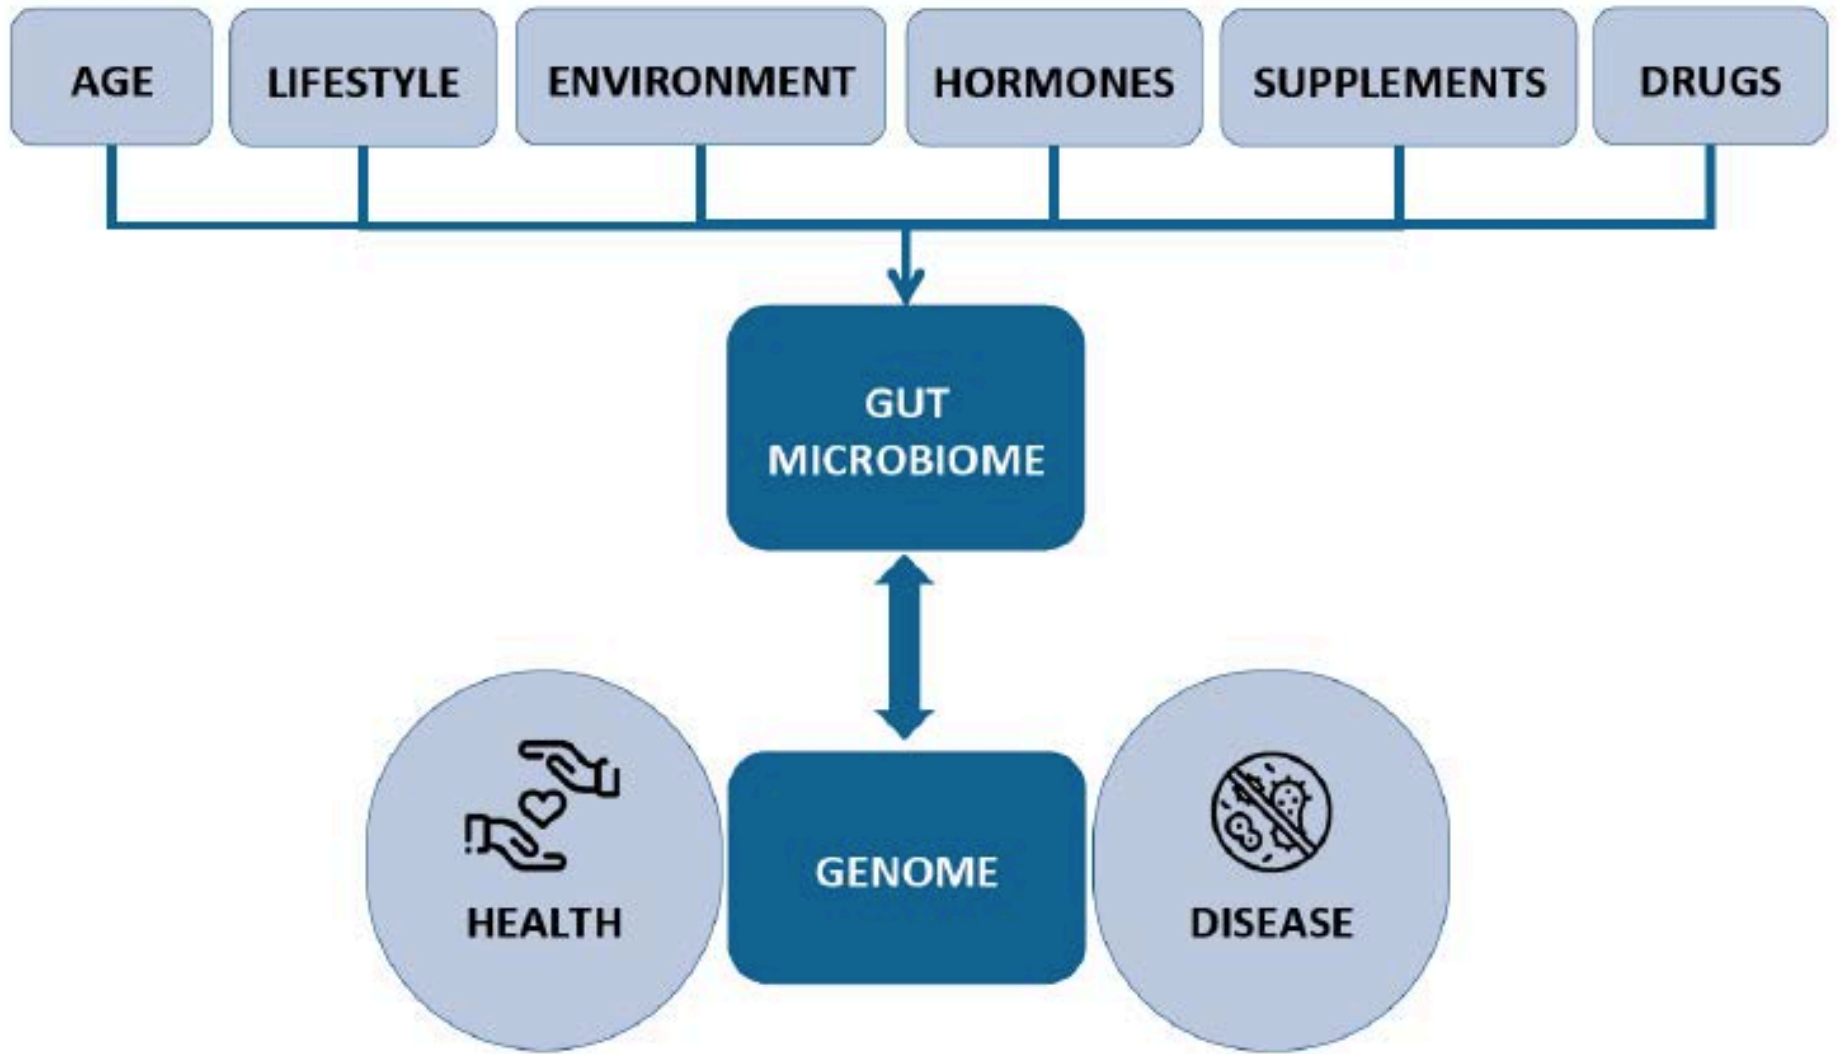 AGE
LIFESTYLE
ENVIRONMENT
HORMONES
SUPPLEMENTS
DRUGS
GUT
MICROBIOME
HEALTH
GENOME
DISEASE